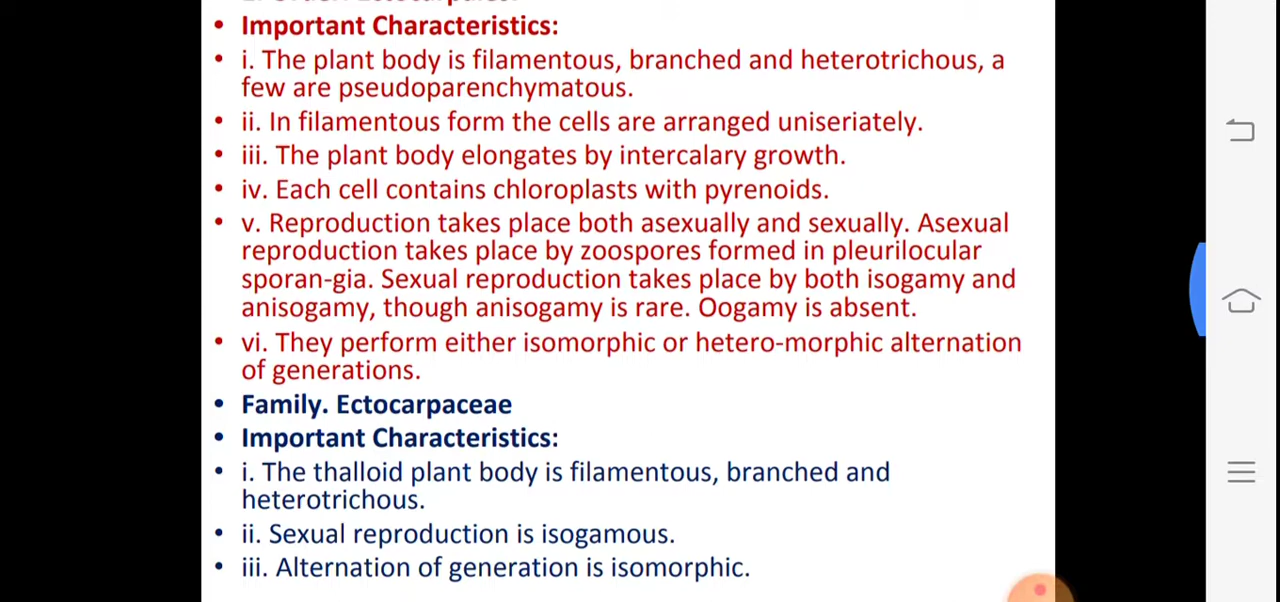 • Important Characteristics:
• i. The plant body is filamentous, branched and heterotrichous, a
few are pseudoparenchymatous.
• ii. In filamentous form the cells are arranged uniseriately.
• iii. The plant body elongates by intercalary growth.
• iv. Each cell contains chloroplasts with pyrenoids.
• v. Reproduction takes place both asexually and sexually. Asexual
reproduction takes place by zoospores formed in pleurilocular
sporan-gia. Sexual reproduction takes place by both isogamy and
anisogamy, though anisogamy is rare. Oogamy is absent.
• vi. They perform either isomorphic or hetero-morphic alternation
of generations.
• Family. Ectocarpaceae
• Important Characteristics:
• i. The thalloid plant body is filamentous, branched and
heterotrichous.
• ii. Sexual reproduction is isogamous.
• iii. Alternation of generation is isomorphic.